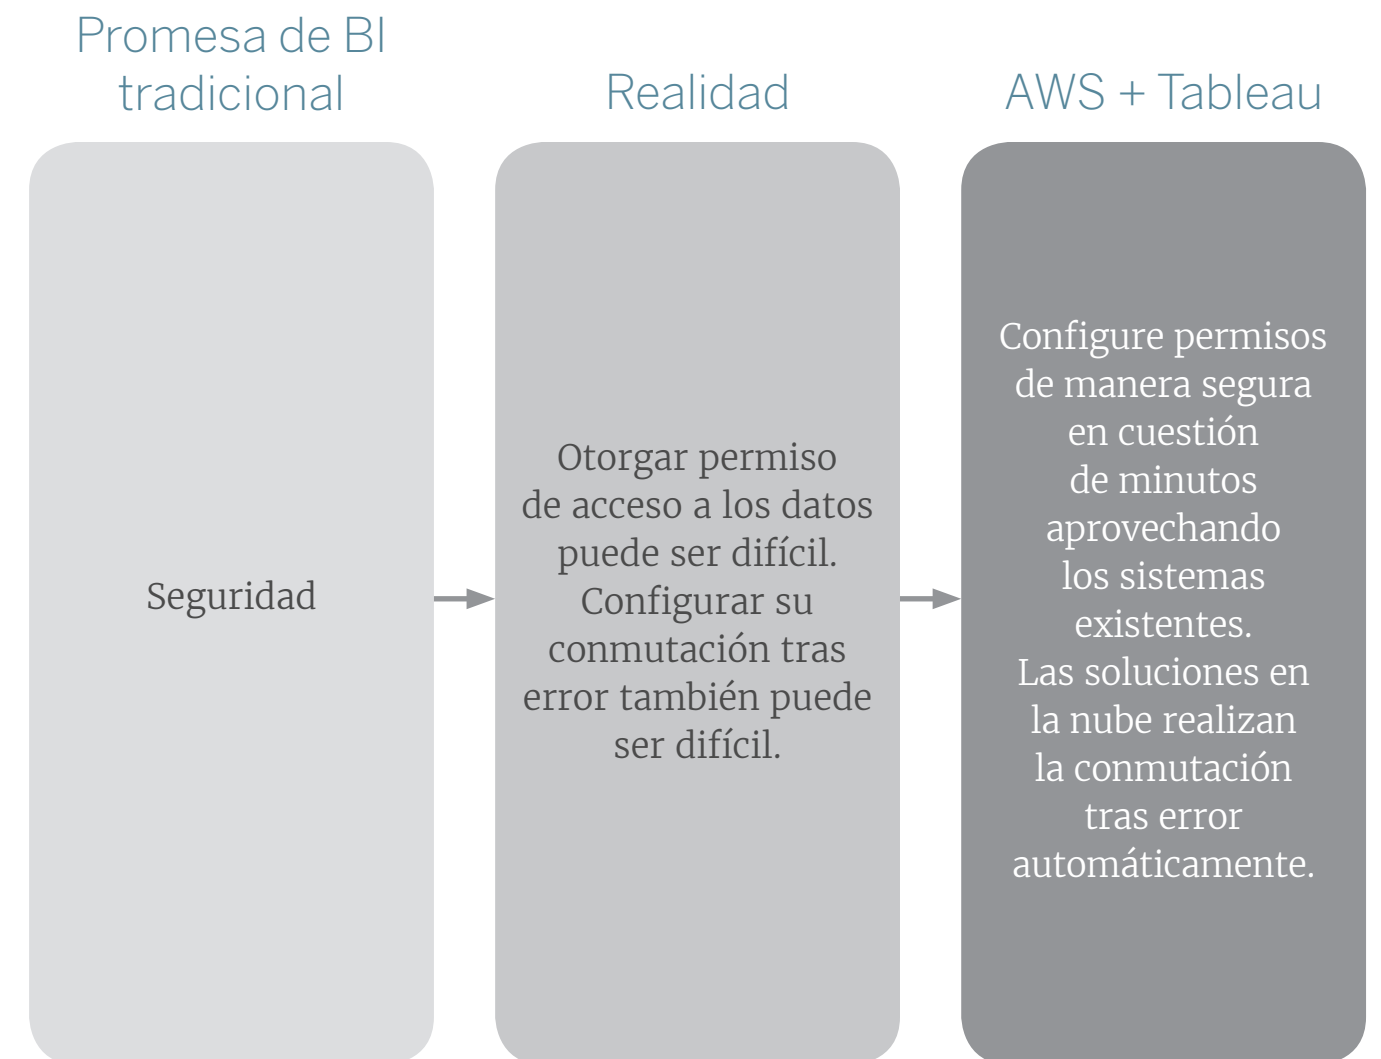 Promesa de BI
tradicional
Realidad
AWS + Tableau
Seguridad
Otorgar permiso
de acceso a los datos
puede ser difícil.
Configurar su
conmutación tras
error también puede
ser difícil.
Configure permisos
de manera segura
en cuestión
de minutos
aprovechando
los sistemas
existentes.
Las soluciones en
la nube realizan
la conmutación
tras error
automáticamente.